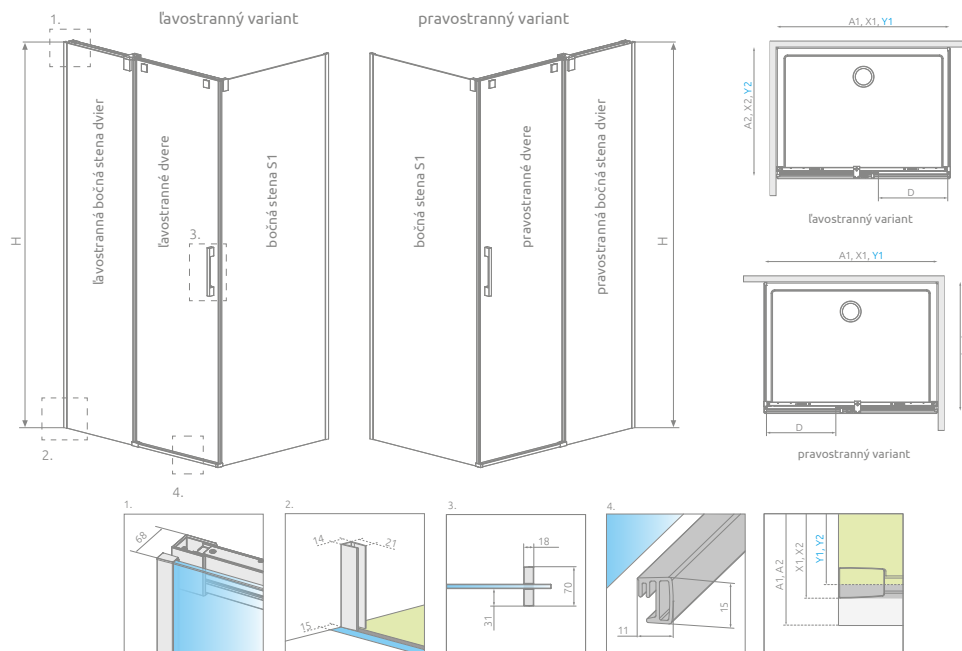 1.
ľavostranný variant
pravostranný variant
H
ľavostranná bočná stena dvier
ľavostranné dvere
bočná stena S1
3.
2.
4.
bočná stena S1
pravostranné dvere
pravostranná bočná stena dvier
H
A1, X1, Y1
A2, X2, Y2
D
ľavostranný variant
A1, X1, Y1
D
pravostranný variant
1.
68
2.
14
21
15
3.
18
70
31
4.
11
15
A1, A2
X1, X2
Y1, Y2